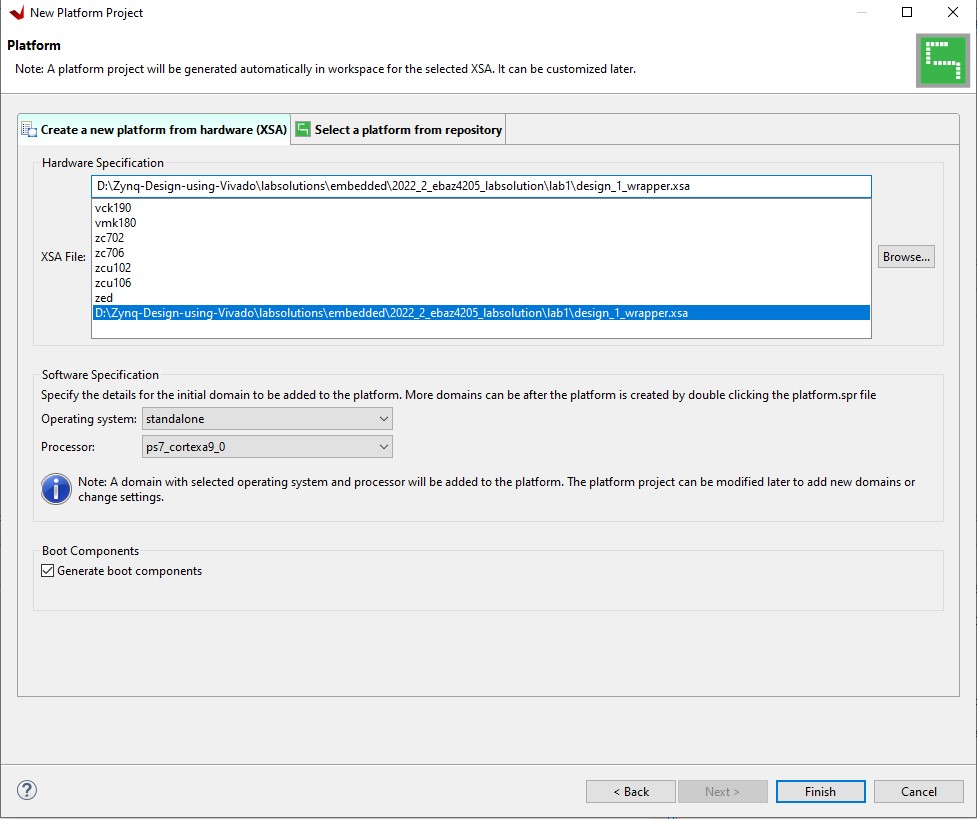 New Platform Project
Platform
Note: A platform project will be generated automatically in workspace for the selected XSA. It can be customized later.
Create a new platform from hardware (XSA)
Select a platform from repository
Hardware Specification
D:\Zynq-Design-using-Vivado\labsolutions\embedded\2022_2_ebaz4205_labsolution\lab1\design_1_wrapper.xsa
vck190
vmk180
zc702
XSA File:
zc706
Browse...
zcu102
zcu106
zed
D:\Zynq-Design-using-Vivado\labsolutions\embedded\2022_2_ebaz4205_labsolution\lab1\design_1_wrapper.xsa
Software Specification
Specify the details for the initial domain to be added to the platform. More domains can be after the platform is created by double clicking the platform.spr file
Operating system: standalone
Processor: ps7_cortexa9_0
Note: A domain with selected operating system and processor will be added to the platform. The platform project can be modified later to add new domains or
change settings.
Boot Components
Generate boot components
?
< Back
Next >
Finish
Cancel